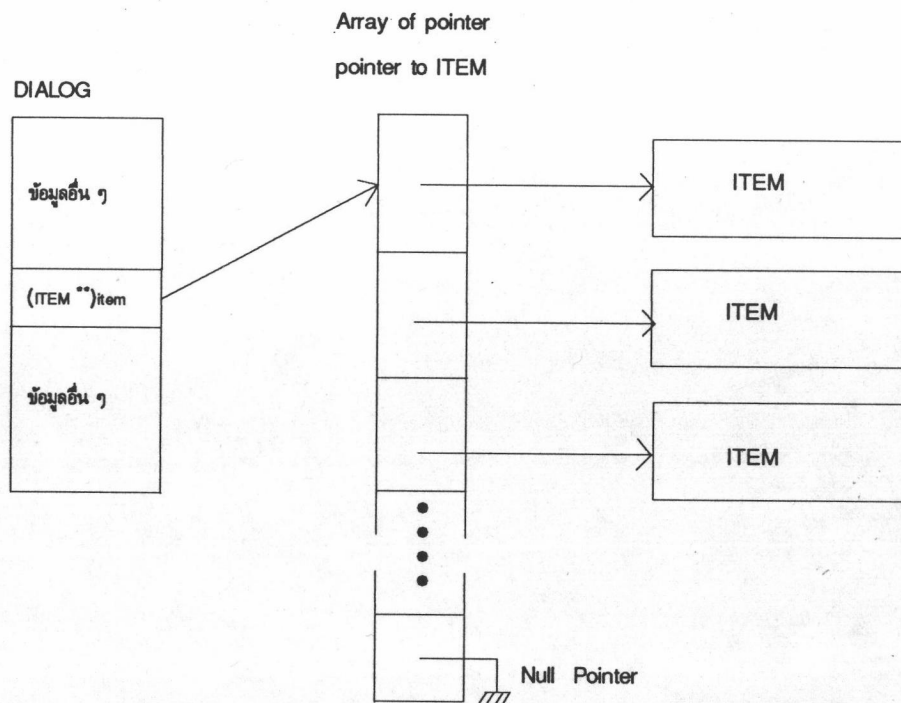 Array of pointer
pointer to ITEM
DIALOG
ข้อมูลอื่น ๆ
ITEM
(ITEM **)item
ITEM
ข้อมูลอื่น ๆ
ITEM
Null Pointer